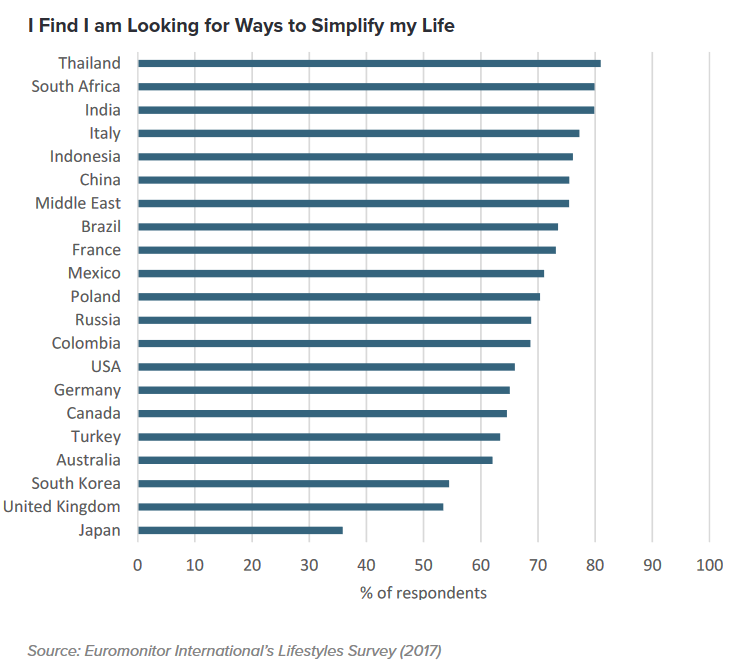 I Find I am Looking for Ways to Simplify my Life
Thailand
South Africa
India
Italy
Indonesia
China
Middle East
Brazil
France
Mexico
Poland
Russia
Colombia
USA
Germany
Canada
Turkey
Australia
South Korea
United Kingdom
Japan
0 10 20 30 40 50 60 70 80 90 100
% of respondents
Source: Euromonitor International's Lifestyles Survey (2017)